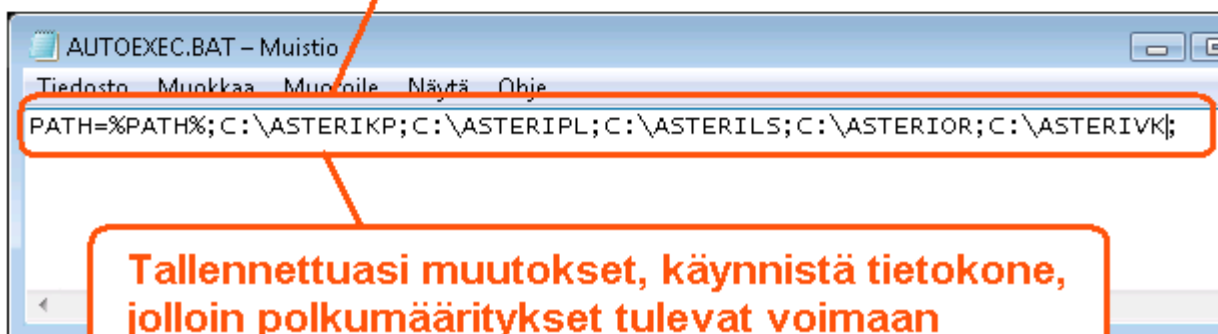 AUTOEXEC.BAT – Muistio
Tiedosto Muokkaa Muotoile Näytä Ohje
PATH=%PATH%;C:\ASTERIKP;C:\ASTERIPL;C:\ASTERILS;C:\ASTERIOR;C:\ASTERIVK;
Tallennettuasi muutokset, käynnistä tietokone,
jolloin polkumääritykset tulevat voimaan